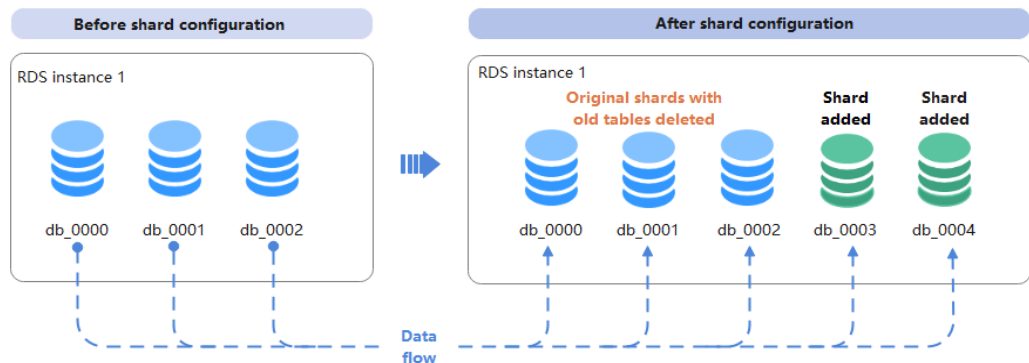 Before shard configuration
After shard configuration
RDS instance 1
RDS instance 1
Original shards with
old tables deleted
Shard
added
Shard
added
db_0000
db_0001
db_0002
db_0000
db_0001
db_0002
db_0003
db_0004
Data
flow